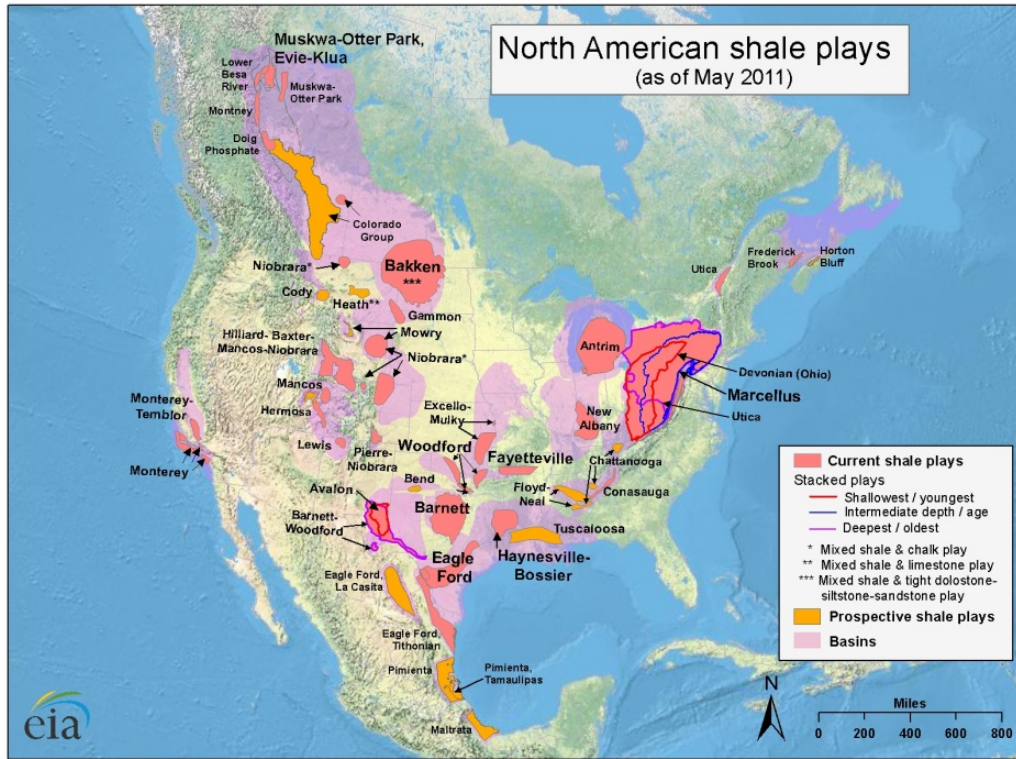 North American shale plays
(as of May 2011)
Muskwa-Otter Park,
Evie-Klua
Lower
Besa
River
Muskwa-
Otter Park
Montney
Doig
Phosphate
Colorado
Group
Niobrara*
Bakken
***
Cody
Heath**
Gammon
Mowry
Hilliard- Baxter-
Mancos-Niobrara
Niobrara*
Mancos
Hermosa
Monterey-
Temblor
Monterey
Lewis
Pierre-
Niobrara
Excello-
Mulky
Woodford
Fayetteville
Bend
Avalon
Barnett
Barnett-
Woodford
Eagle
Ford
Haynesville-
Bossier
Tuscaloosa
Floyd-
Neal
Conasauga
Chattanooga
New
Albany
Antrim
Devonian (Ohio)
Marcellus
Utica
Utica
Frederick
Brook
Horton
Bluff
Eagle Ford,
La Casita
Eagle Ford,
Tithonian
Pimienta
Pimienta,
Tamaulipas
Maltrata
Current shale plays
Stacked plays
Shallowest / youngest
Intermediate depth / age
Deepest / oldest
* Mixed shale & chalk play
** Mixed shale & limestone play
*** Mixed shale & tight dolostone-
siltstone-sandstone play
Prospective shale plays
Basins
N
Miles
0 200 400 600 800
eia